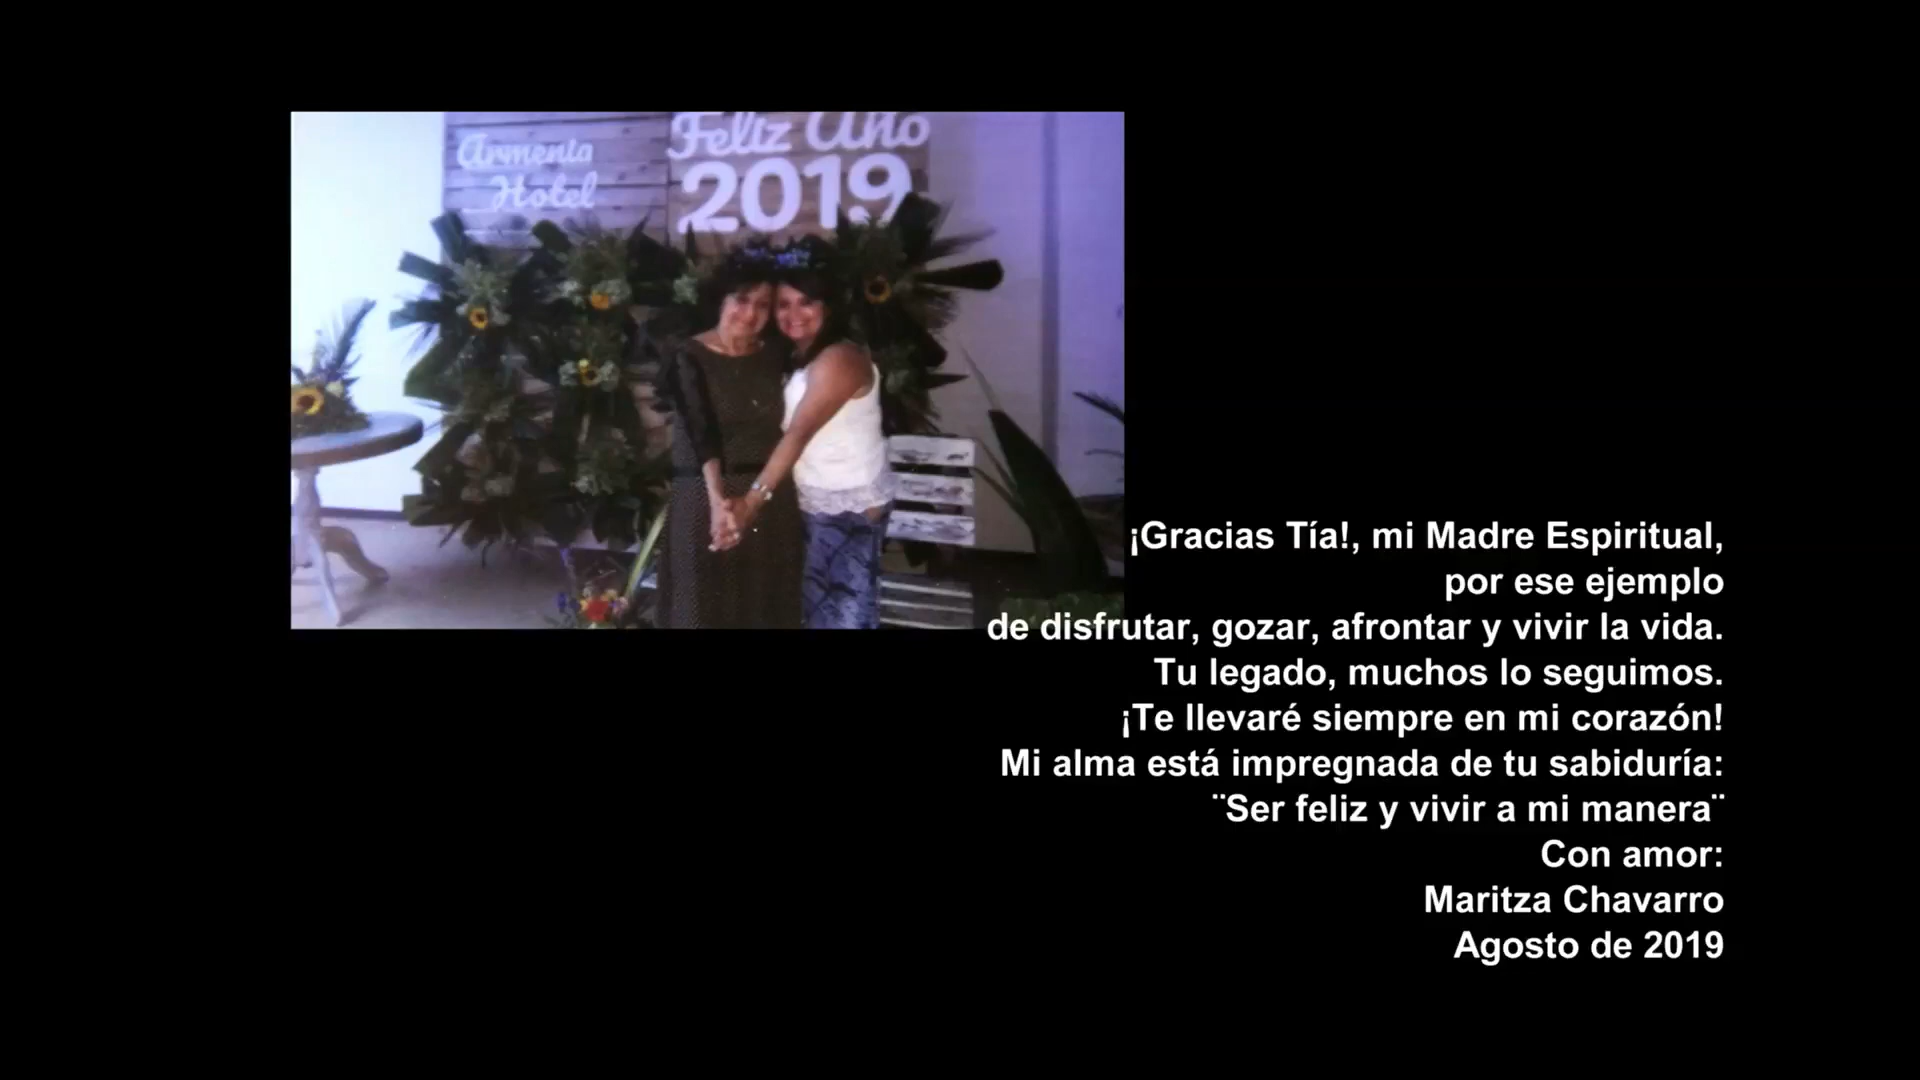 Armenia
Hotel
Feliz Año
2019
¡Gracias Tía!, mi Madre Espiritual,
por ese ejemplo
de disfrutar, gozar, afrontar y vivir la vida.
Tu legado, muchos lo seguimos.
¡Te llevaré siempre en mi corazón!
Mi alma está impregnada de tu sabiduría:
¨Ser feliz y vivir a mi manera¨
Con amor:
Maritza Chavarro
Agosto de 2019